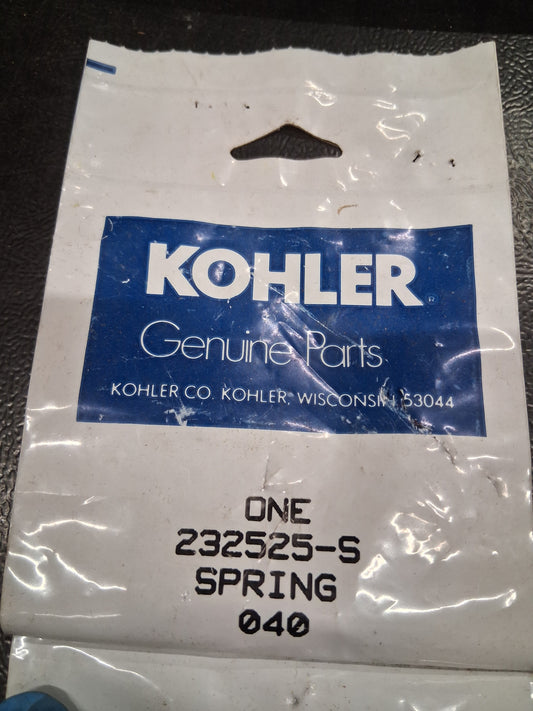 KOHLER®
Genuine Parts
KOHLER CO. KOHLER, WISCONSIN 53044
ONE
232525-S
SPRING
040